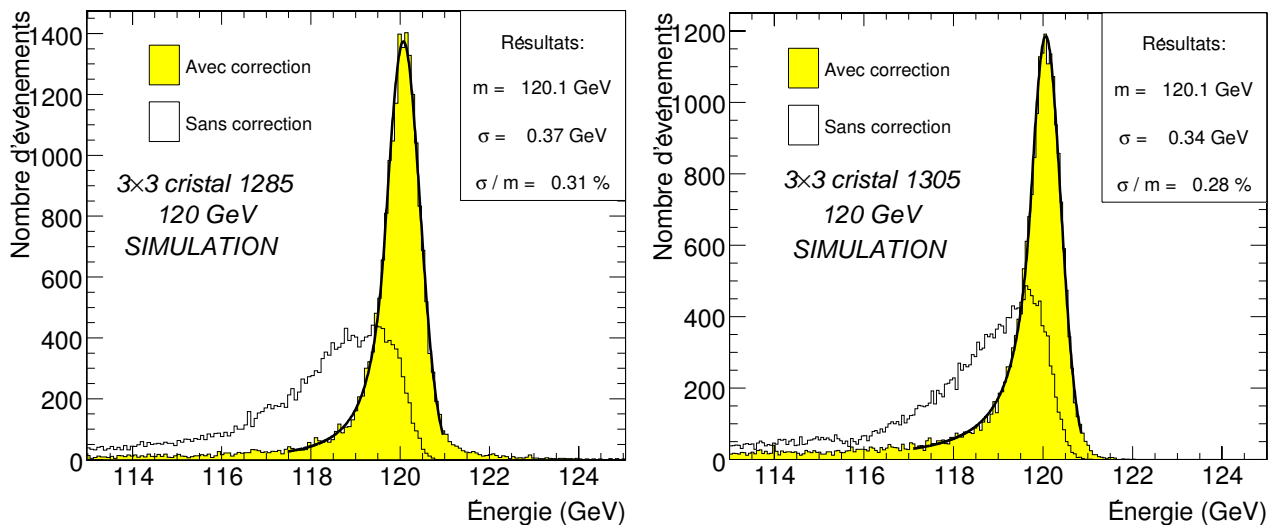 Nombre d'événements
1400
1200
1000
800
600
400
200
0
Avec correction
Sans correction
3×3 cristal 1285
120 GeV
SIMULATION
Résultats:
m = 120.1 GeV
σ = 0.37 GeV
σ / m = 0.31 %
114 116 118 120 122 124
Énergie (GeV)
Nombre d'événements
1200
1000
800
600
400
200
0
Avec correction
Sans correction
3×3 cristal 1305
120 GeV
SIMULATION
Résultats:
m = 120.1 GeV
σ = 0.34 GeV
σ / m = 0.28 %
114 116 118 120 122 124
Énergie (GeV)